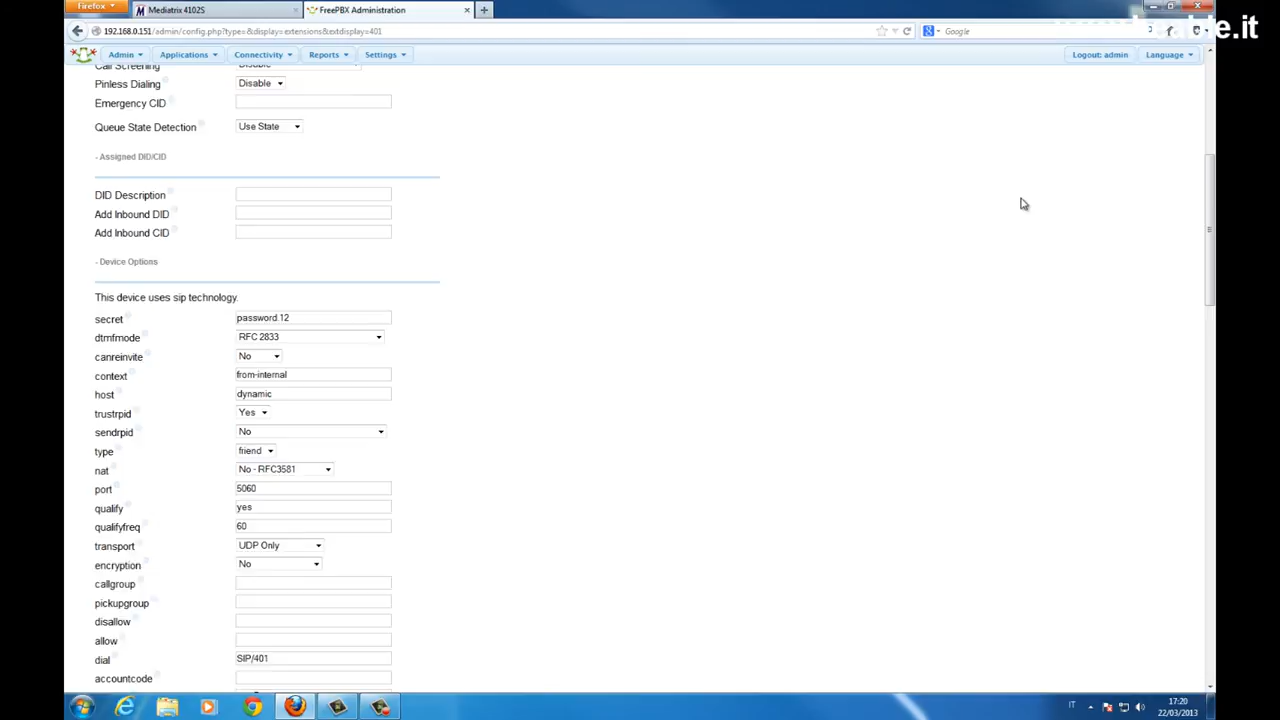 Firefox
Mediatrix 4102S
FreePBX Administration
192.168.0.151/admin/config.php?type=&display=extensions&extdisplay=401
Google
.it
Admin
Applications
Connectivity
Reports
Settings
Logout: admin
Language
Call Screening Disable
Pinless Dialing Disable
Emergency CID
Queue State Detection Use State
- Assigned DID/CID
DID Description
Add Inbound DID
Add Inbound CID
- Device Options
This device uses sip technology.
secret password.12
dtmfmode RFC 2833
canreinvite No
context from-internal
host dynamic
trustrpid Yes
sendrpid No
type friend
nat No - RFC3581
port 5060
qualify yes
qualifyfreq 60
transport UDP Only
encryption No
callgroup
pickupgroup
disallow
allow
dial SIP/401
accountcode
IT
17:20
22/03/2013